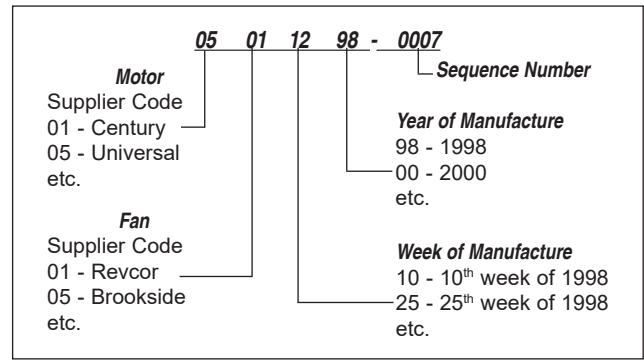 05 01 12 98 - 0007
Sequence Number
Motor
Supplier Code
01 - Century
05 - Universal
etc.
Fan
Supplier Code
01 - Revcor
05 - Brookside
etc.
Year of Manufacture
98 - 1998
00 - 2000
etc.
Week of Manufacture
10 - 10th week of 1998
25 - 25th week of 1998
etc.